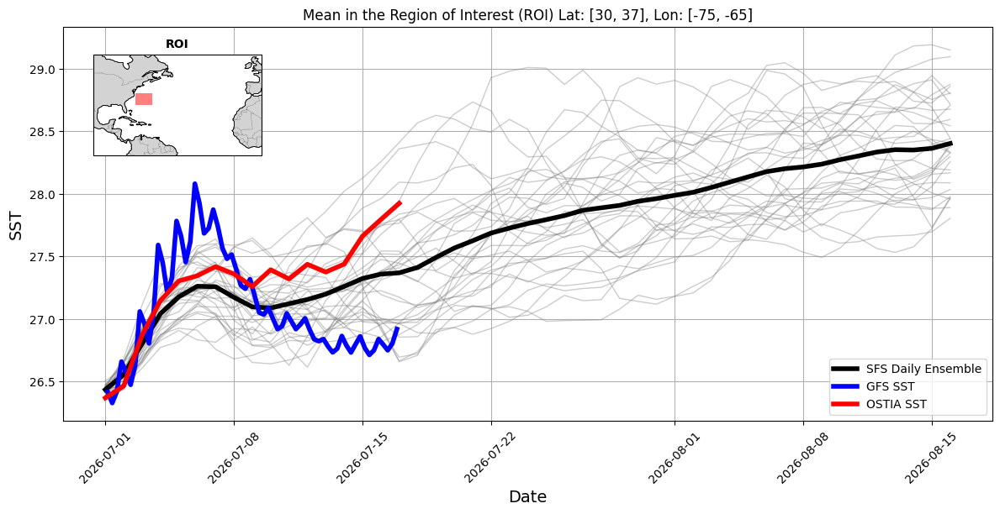 Mean in the Region of Interest (ROI) Lat: [30, 37], Lon: [-75, -65]
ROI
29.0
28.5
28.0
27.5
27.0
26.5
SST
SFS Daily Ensemble
GFS SST
OSTIA SST
2026-07-01
2026-07-08
2026-07-15
2026-07-22
2026-08-01
2026-08-08
2026-08-15
Date